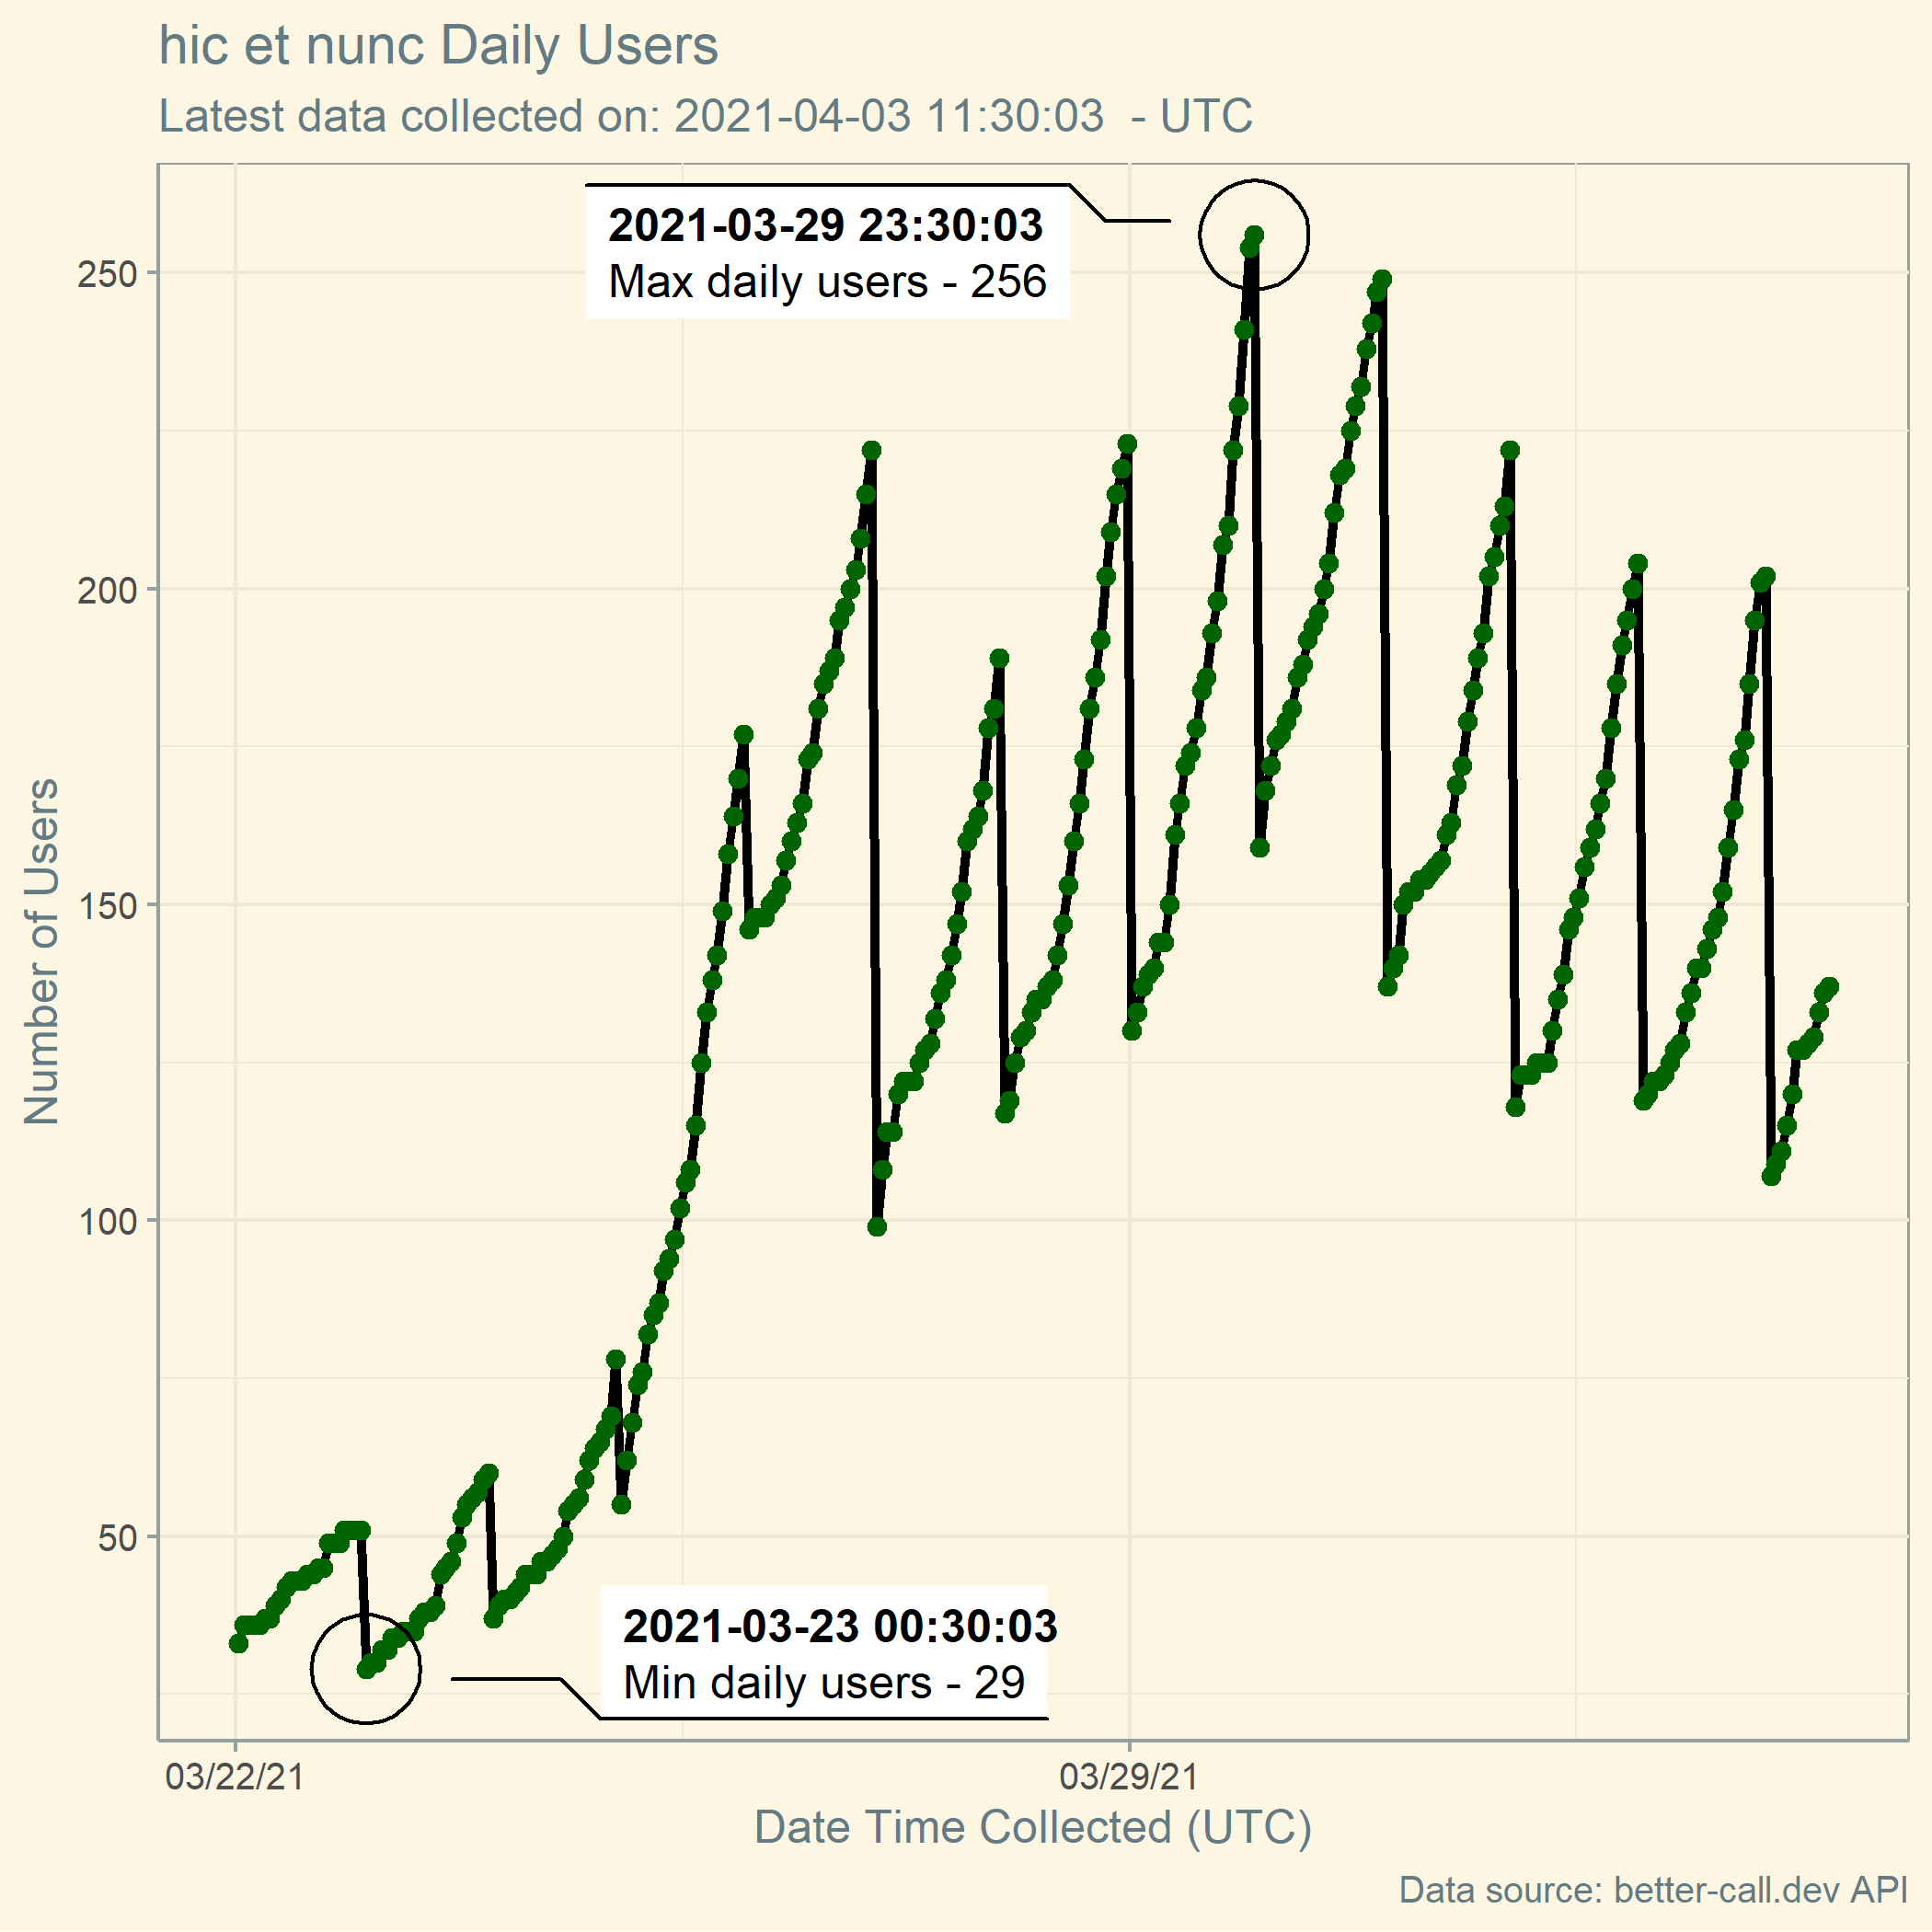 hic et nunc Daily Users
Latest data collected on: 2021-04-03 11:30:03  - UTC
2021-03-29 23:30:03
Max daily users - 256
250
200
150
100
50
Number of Users
2021-03-23 00:30:03
Min daily users - 29
03/22/21
03/29/21
Date Time Collected (UTC)
Data source: better-call.dev API